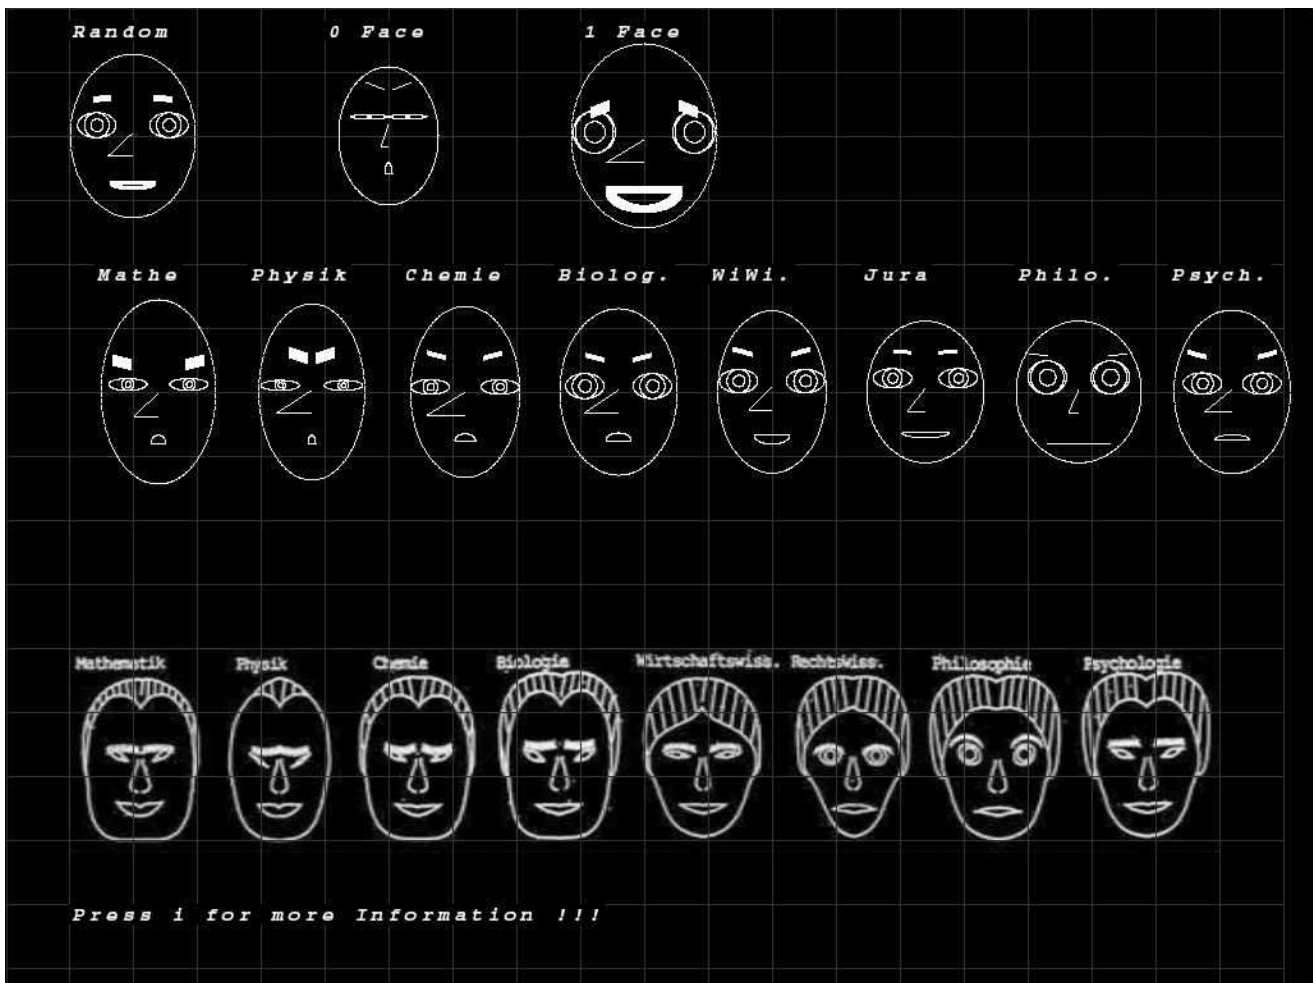 Random 0 Face 1 Face
Mathe Physik Chemie Biolog. WiWi. Jura Philo. Psych.
Mathematik Physik Chemie Biologie Wirtschaftswiss. Rechtswiss. Philosophie Psychologie
Press i for more Information !!!